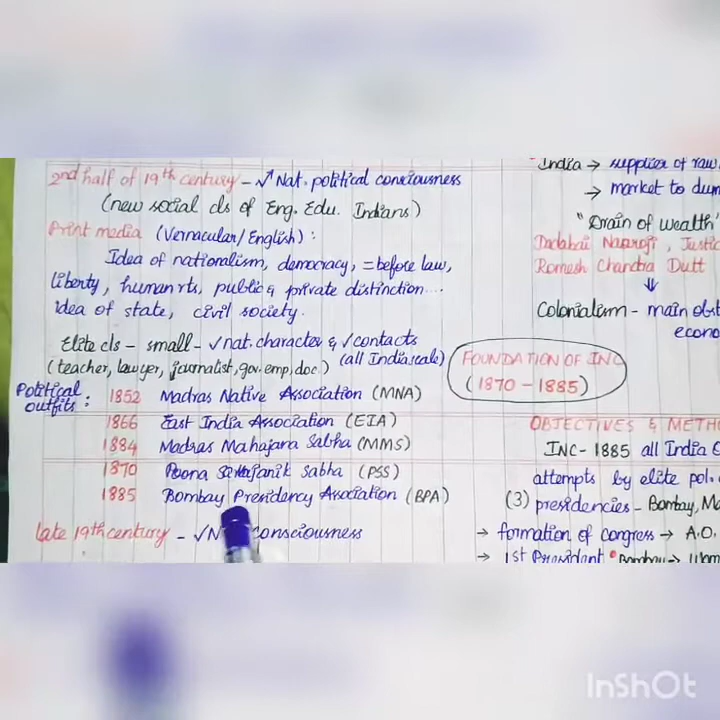 2nd half of 19th century - ✓ Nat. political consciousness
(new social cls of Eng. Edu. Indians)
Print media (Vernacular/English) :
Idea of nationalism, democracy, = before law,
liberty, human rts, public & private distinction...
idea of state, civil society.
Elite cls - small - ✓ nat. character & ✓ contacts
(teacher, lawyer, journalist, gov. emp, doc.) (all India scale)
Political outfits : 1852 Madras Native Association (MNA)
1866 East India Association (EIA)
1884 Madras Mahajana Sabha (MMS)
1870 Poona Sabha (PSS)
1885 Bombay Presidency Association (BPA)
late 19th century - ✓ N consciousness
India → supplier of raw
→ market to dum
"Drain of wealth"
Dadabai Naoroji, Justic
Romesh Chandra Dutt
⇓
Colonialism - main obst
econo
FOUNDATION OF INC
(1870 - 1885)
OBJECTIVES & METH
INC - 1885 all India
attempts by elite pol.
(3) presidencies - Bombay, Ma
→ formation of congress → A.O.
→ 1st President Bombay →
InShOt